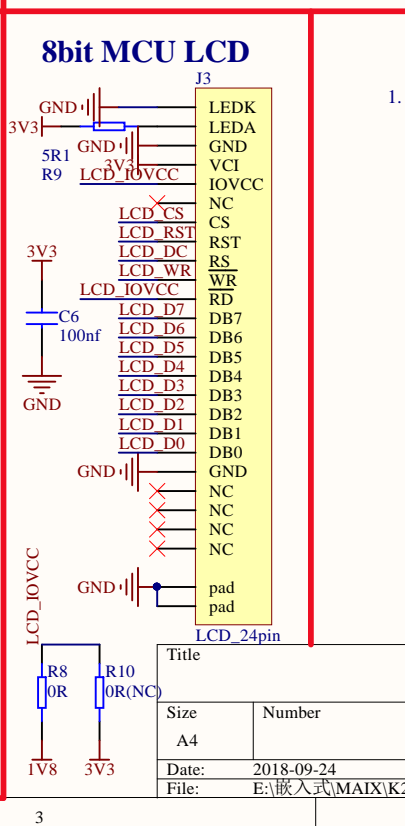 8bit MCU LCD
J3
GND
LEDK
3V3
LEDA
GND
GND
5R1
3V3
VCI
R9
LCD_IOVCC
IOVCC
NC
LCD_CS
CS
LCD_RST
RST
LCD_DC
RS
LCD_WR
WR
LCD_IOVCC
RD
LCD_D7
DB7
LCD_D6
DB6
LCD_D5
DB5
LCD_D4
DB4
LCD_D3
DB3
LCD_D2
DB2
LCD_D1
DB1
LCD_D0
DB0
GND
GND
NC
NC
NC
NC
GND
pad
pad
LCD_24pin
3V3
C6
100nf
GND
LCD_IOVCC
R8
0R
R10
0R(NC)
1V8
3V3
1.
Title
Size
Number
A4
Date:
2018-09-24
File:
E:\嵌入式\MAIX\K2
3